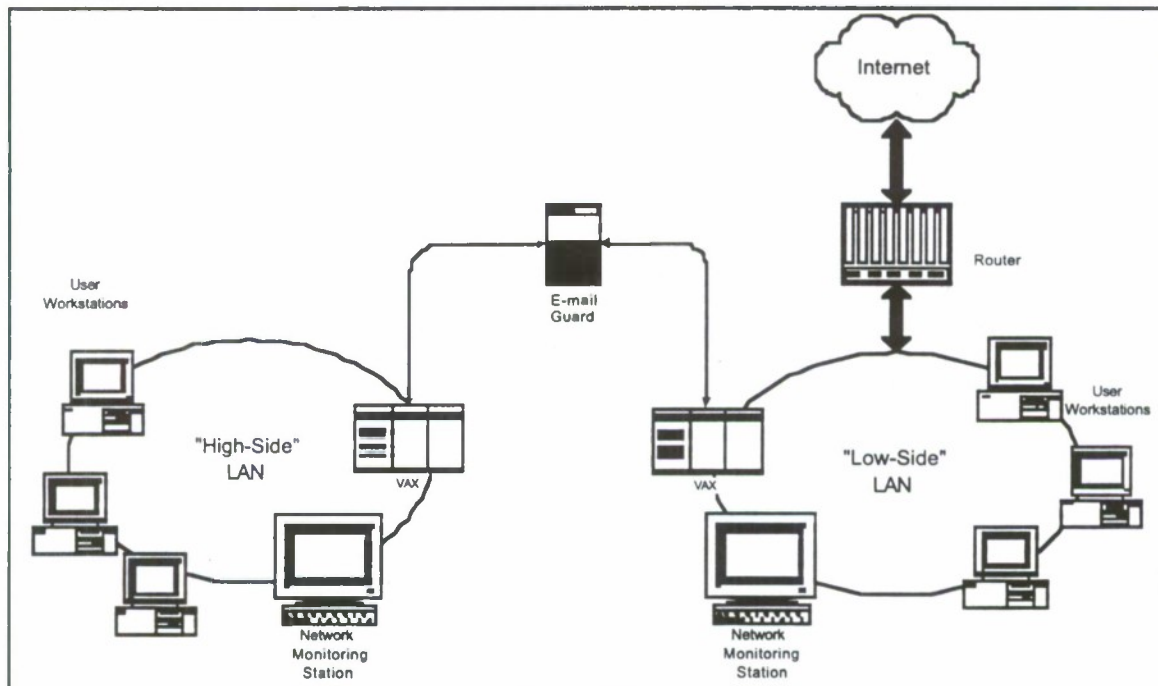 Internet
Router
E-mail
Guard
User
Workstations
User
Workstations
"High-Side"
LAN
VAX
"Low-Side"
LAN
VAX
Network
Monitoring
Station
Network
Monitoring
Station